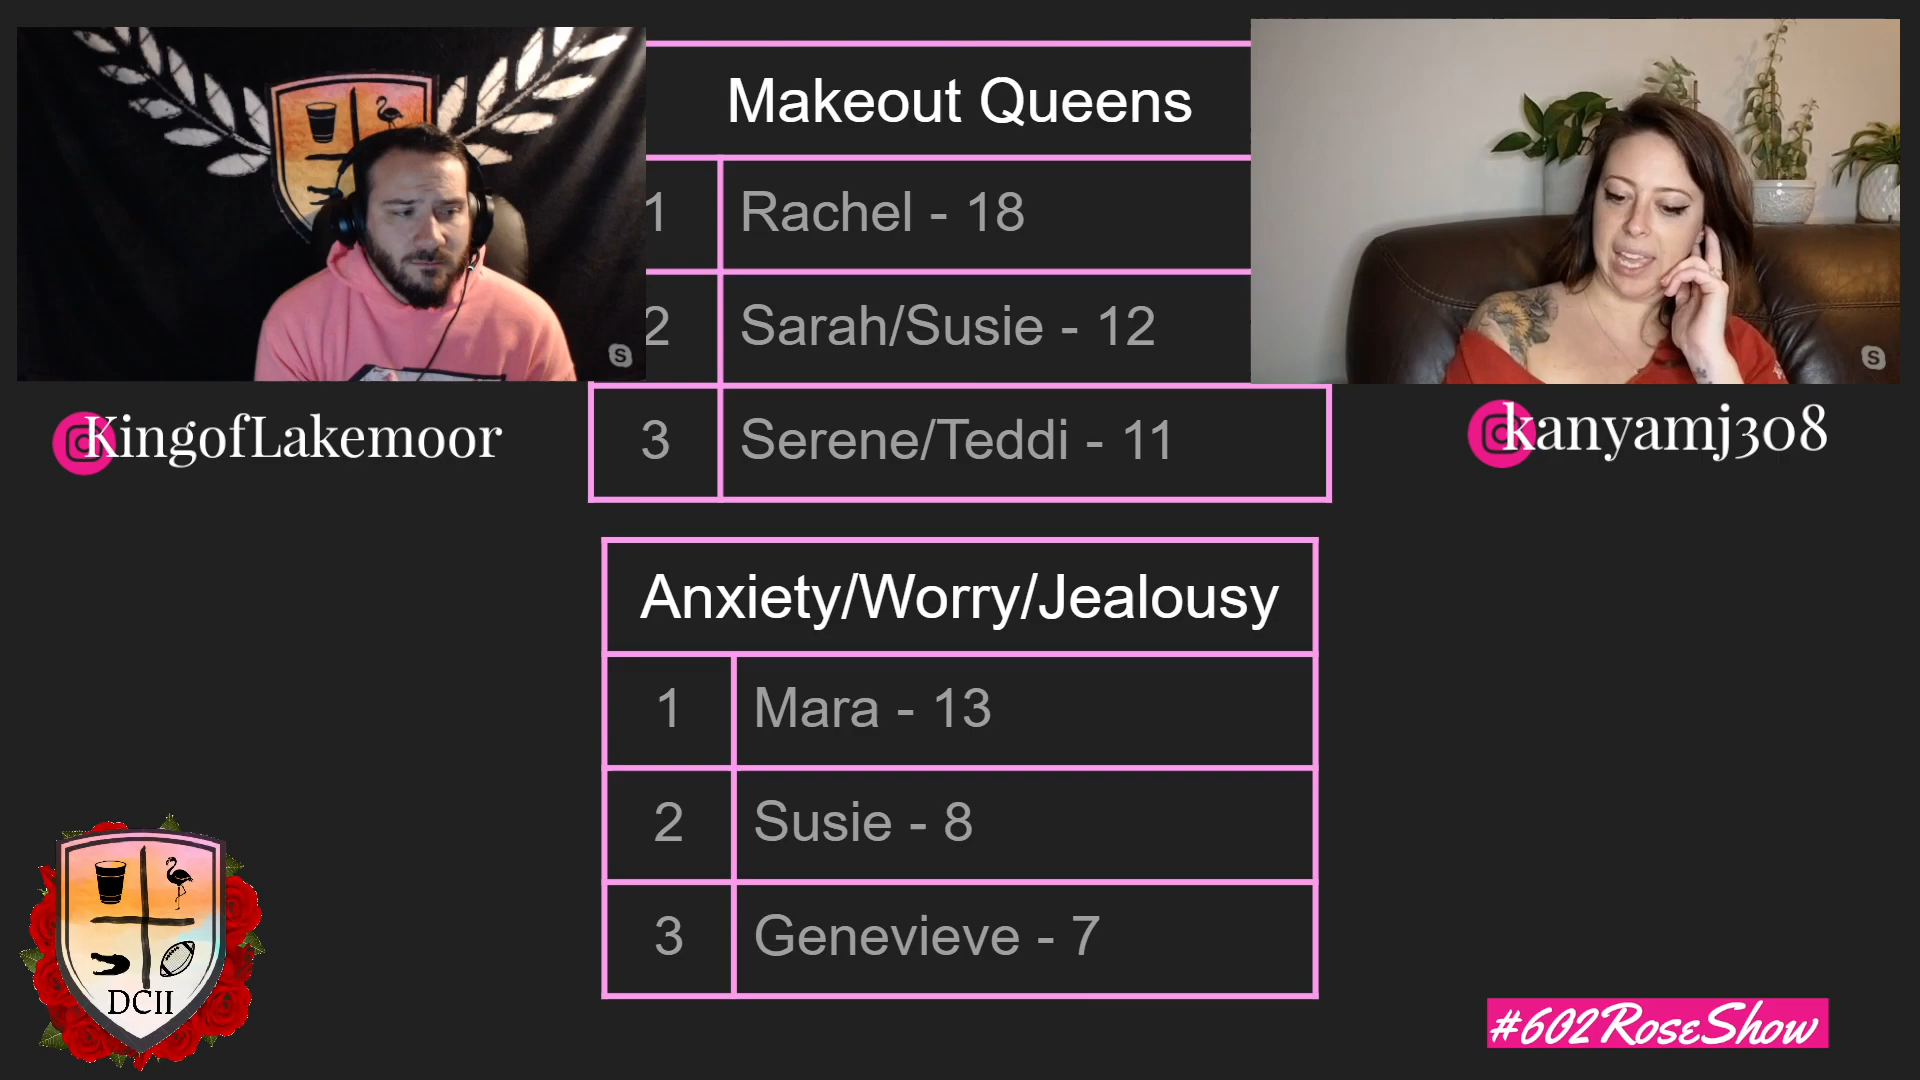 Makeout Queens
1 Rachel - 18
2 Sarah/Susie - 12
3 Serene/Teddi - 11
KingofLakemoor
kanyamj308
Anxiety/Worry/Jealousy
1 Mara - 13
2 Susie - 8
3 Genevieve - 7
DCII
#602RoseShow
S
S